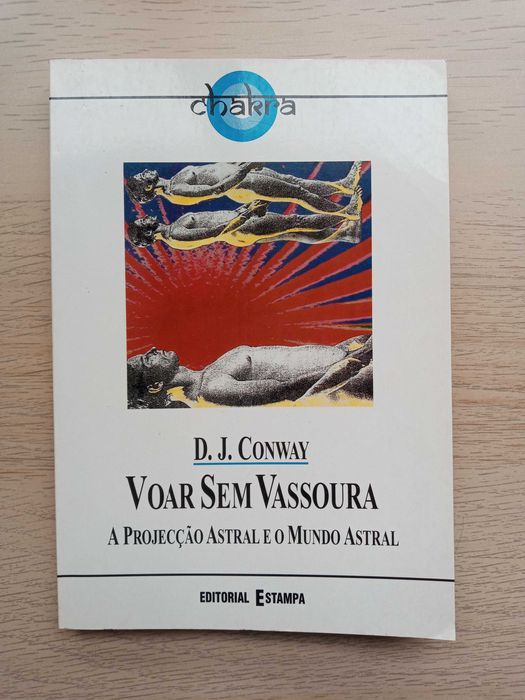 chakra
D. J. CONWAY
VOAR SEM VASSOURA
A PROJECÇÃO ASTRAL E O MUNDO ASTRAL
EDITORIAL ESTAMPA